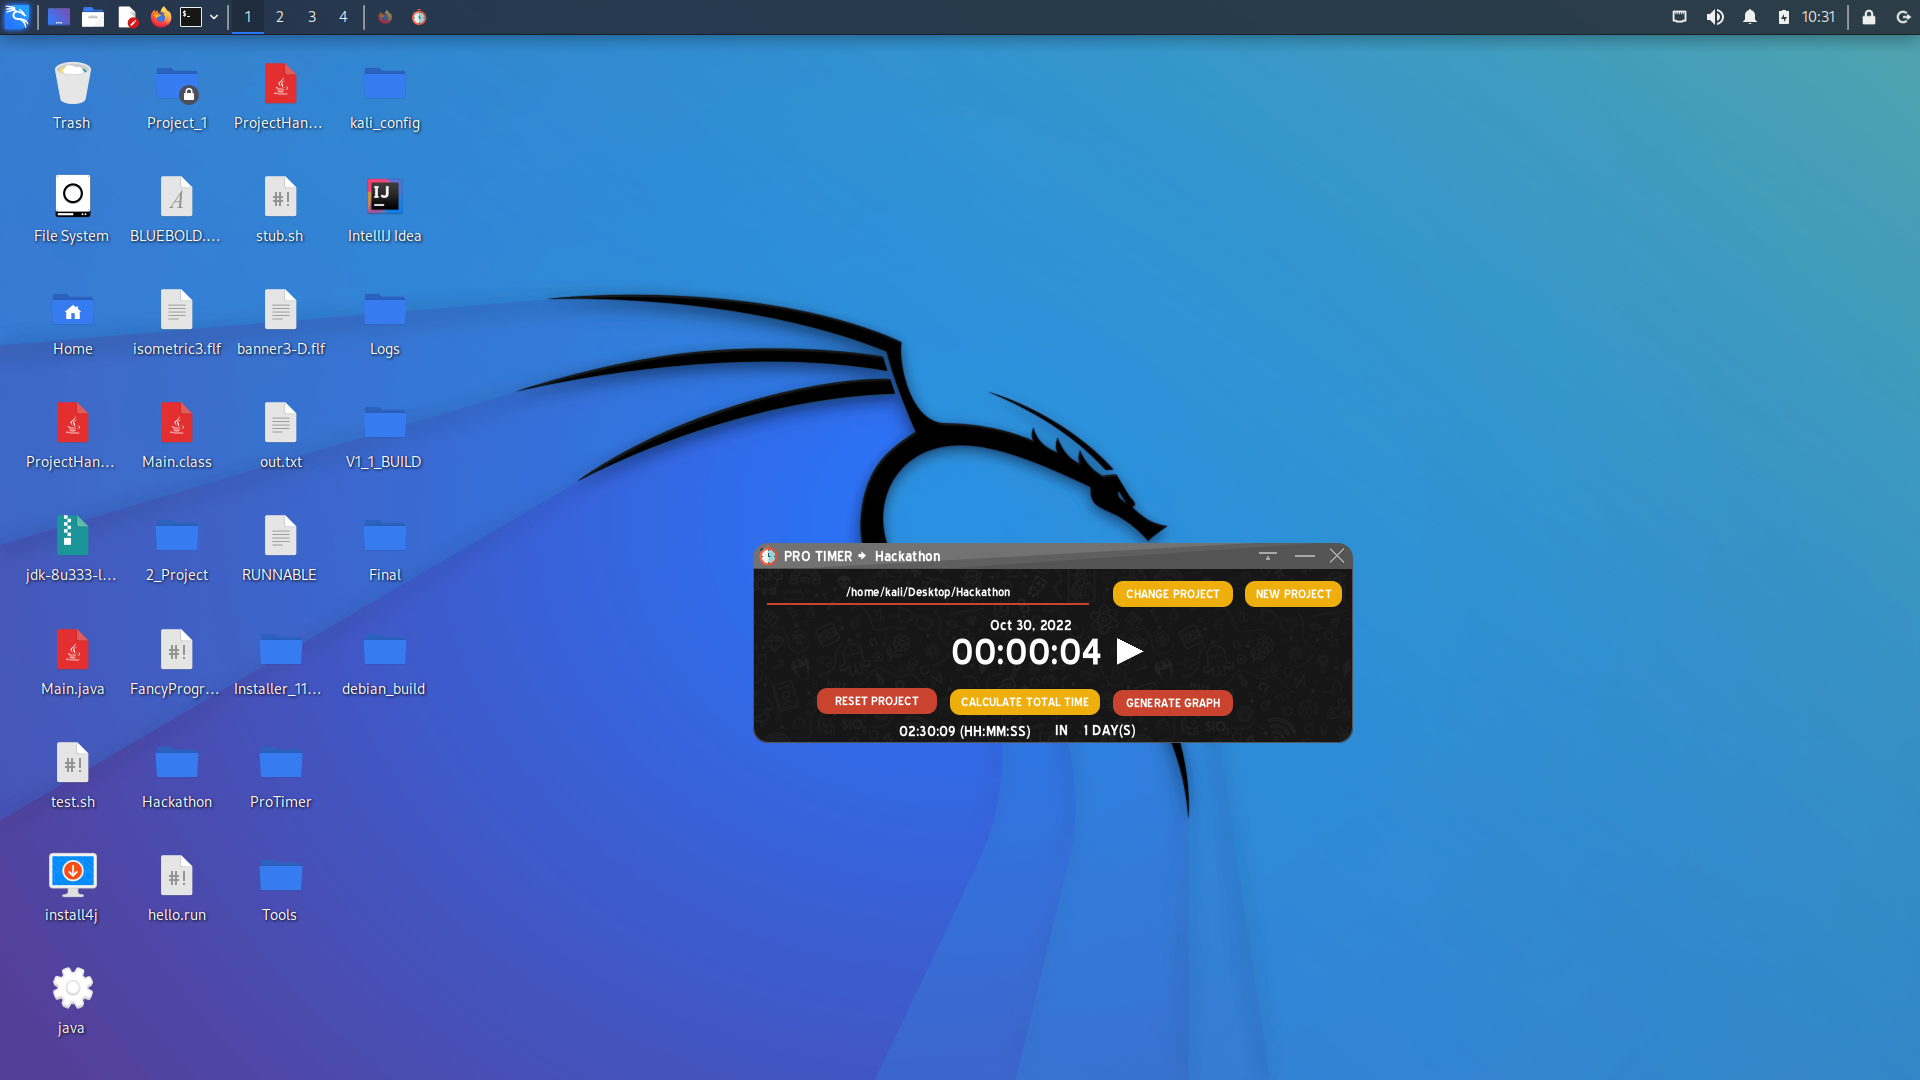 1 2 3 4
10:31
Trash
Project_1
ProjectHan...
kali_config
File System
BLUEBOLD....
stub.sh
IntellIJ Idea
Home
isometric3.flf
banner3-D.flf
Logs
ProjectHan...
Main.class
out.txt
V1_1_BUILD
jdk-8u333-l...
2_Project
RUNNABLE
Final
Main.java
FancyProgr...
Installer_11...
debian_build
test.sh
Hackathon
ProTimer
install4j
hello.run
Tools
java
PRO TIMER → Hackathon
/home/kali/Desktop/Hackathon
CHANGE PROJECT
NEW PROJECT
Oct 30, 2022
00:00:04
RESET PROJECT
CALCULATE TOTAL TIME
GENERATE GRAPH
02:30:09 (HH:MM:SS) IN 1 DAY(S)